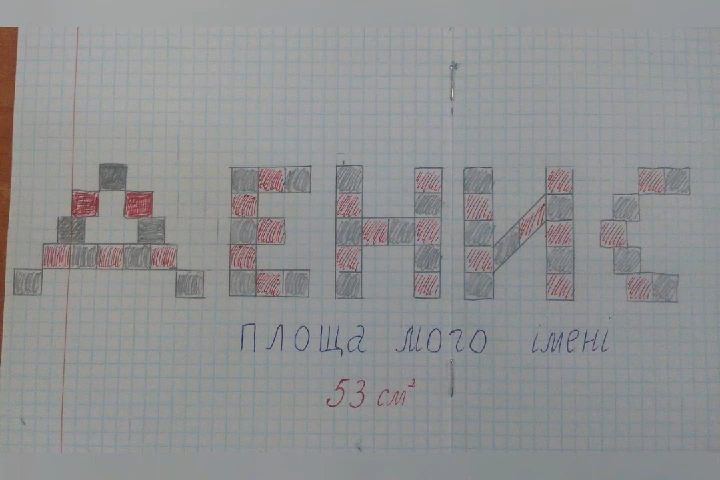 ДЕНИС
площа мого імені
53 см²